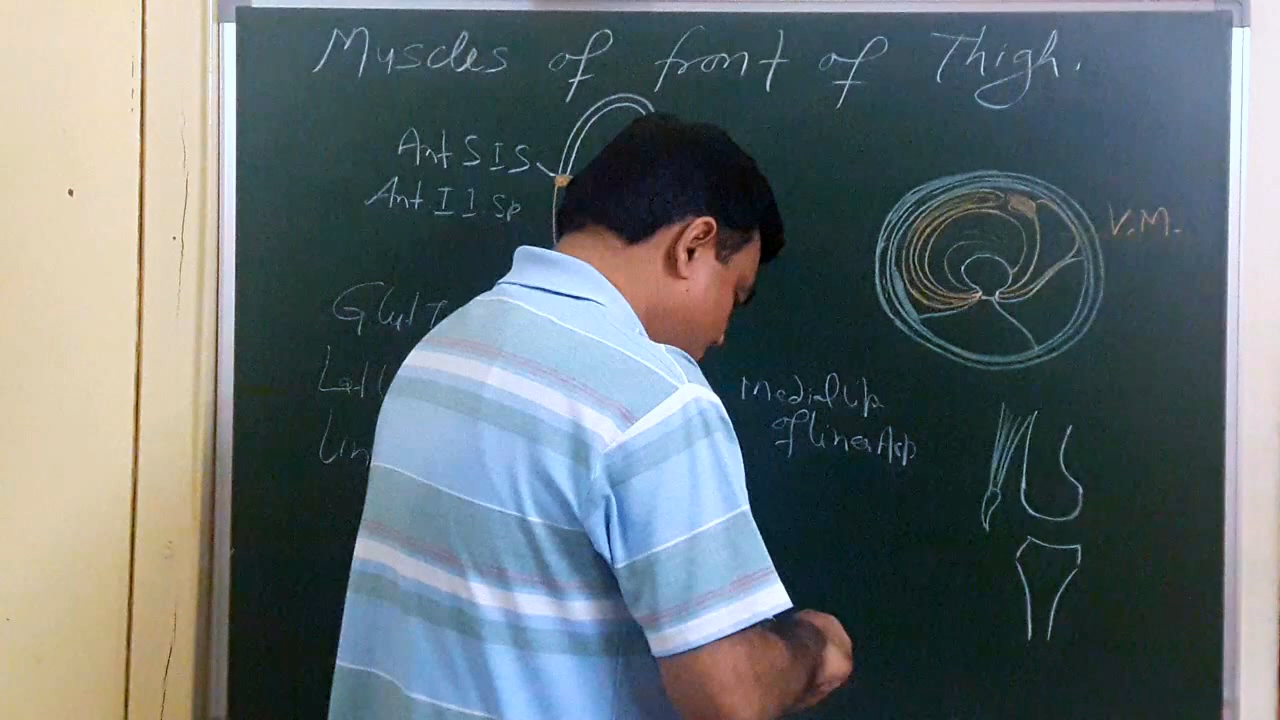 Muscles of front of Thigh.
Ant S I S
Ant I I Sp
V.M.
Glut T
Lat
Medial lip
of linea Asp
Lin